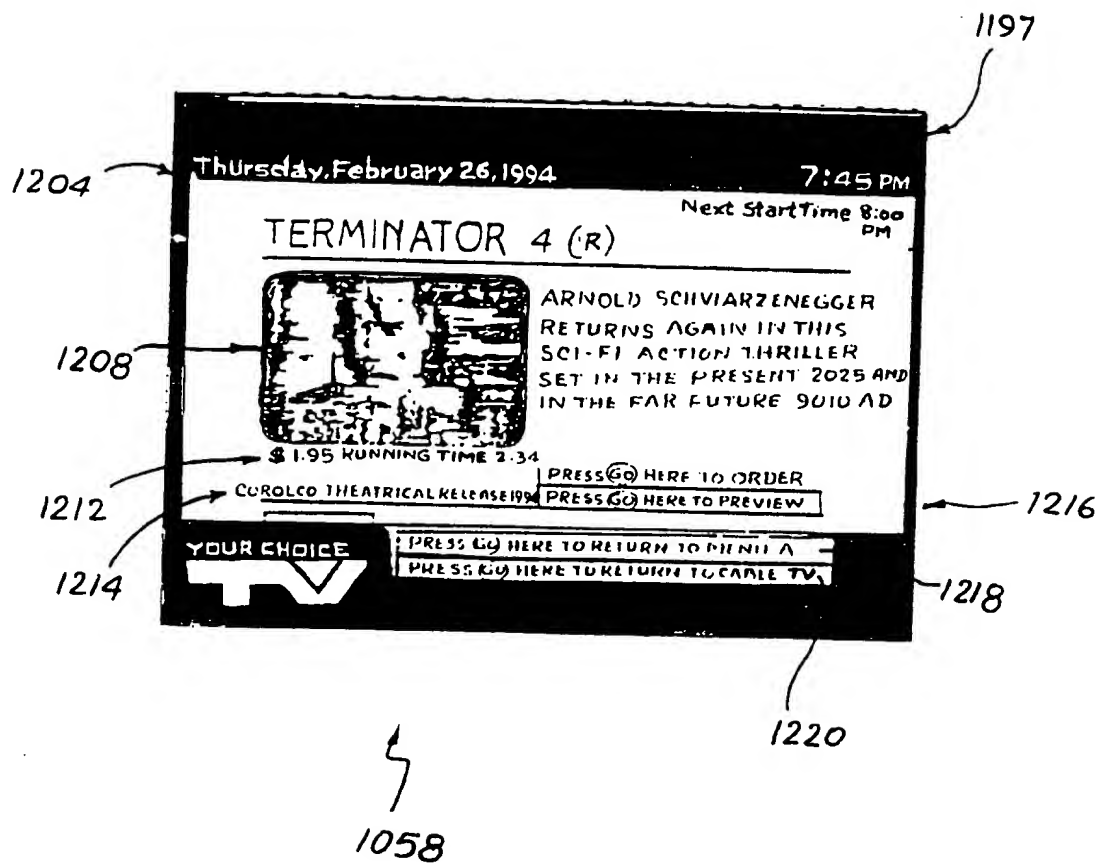 1197
Thursday, February 26, 1994 7:45 PM
1204
Next Start Time 8:00
PM
TERMINATOR 4 (R)
ARNOLD SCHVIARZENEGGER
RETURNS AGAIN IN THIS
SCI-FI ACTION THRILLER
SET IN THE PRESENT 2025 AND
IN THE FAR FUTURE 9010 AD
1208
$ 1.95 RUNNING TIME 2:34
1212
PRESS GO HERE TO ORDER
COROLCO THEATRICAL RELEASE 1994
PRESS GO HERE TO PREVIEW
1216
1214
YOUR CHOICE
TV
PRESS GO HERE TO RETURN TO MENU A
PRESS GO HERE TO RETURN TO CABLE TV
1218
1220
1058